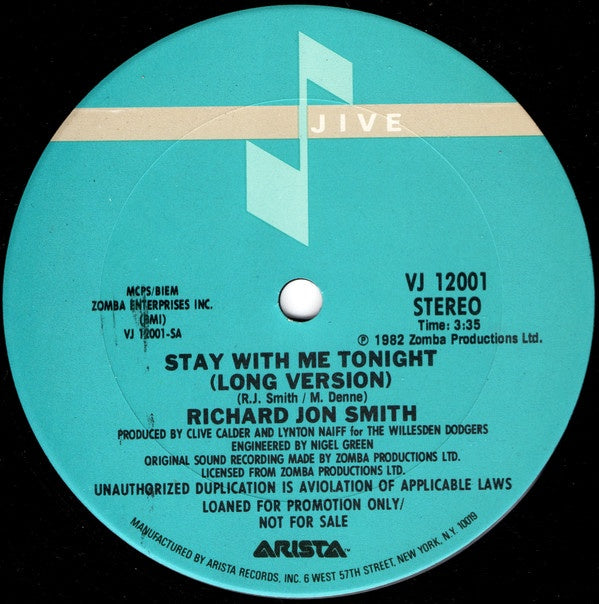 JIVE
MCPS/BIEM
ZOMBA ENTERPRISES INC.
(BMI)
VJ 12001-SA
VJ 12001
STEREO
Time: 3:35
℗ 1982 Zomba Productions Ltd.
STAY WITH ME TONIGHT
(LONG VERSION)
(R.J. Smith / M. Denne)
RICHARD JON SMITH
PRODUCED BY CLIVE CALDER AND LYNTON NAIFF for THE WILLESDEN DODGERS
ENGINEERED BY NIGEL GREEN
ORIGINAL SOUND RECORDING MADE BY ZOMBA PRODUCTIONS LTD.
LICENSED FROM ZOMBA PRODUCTIONS LTD.
UNAUTHORIZED DUPLICATION IS AVIOLATION OF APPLICABLE LAWS
LOANED FOR PROMOTION ONLY/
NOT FOR SALE
ARISTA™
MANUFACTURED BY ARISTA RECORDS, INC. 6 WEST 57TH STREET, NEW YORK, N.Y. 10019